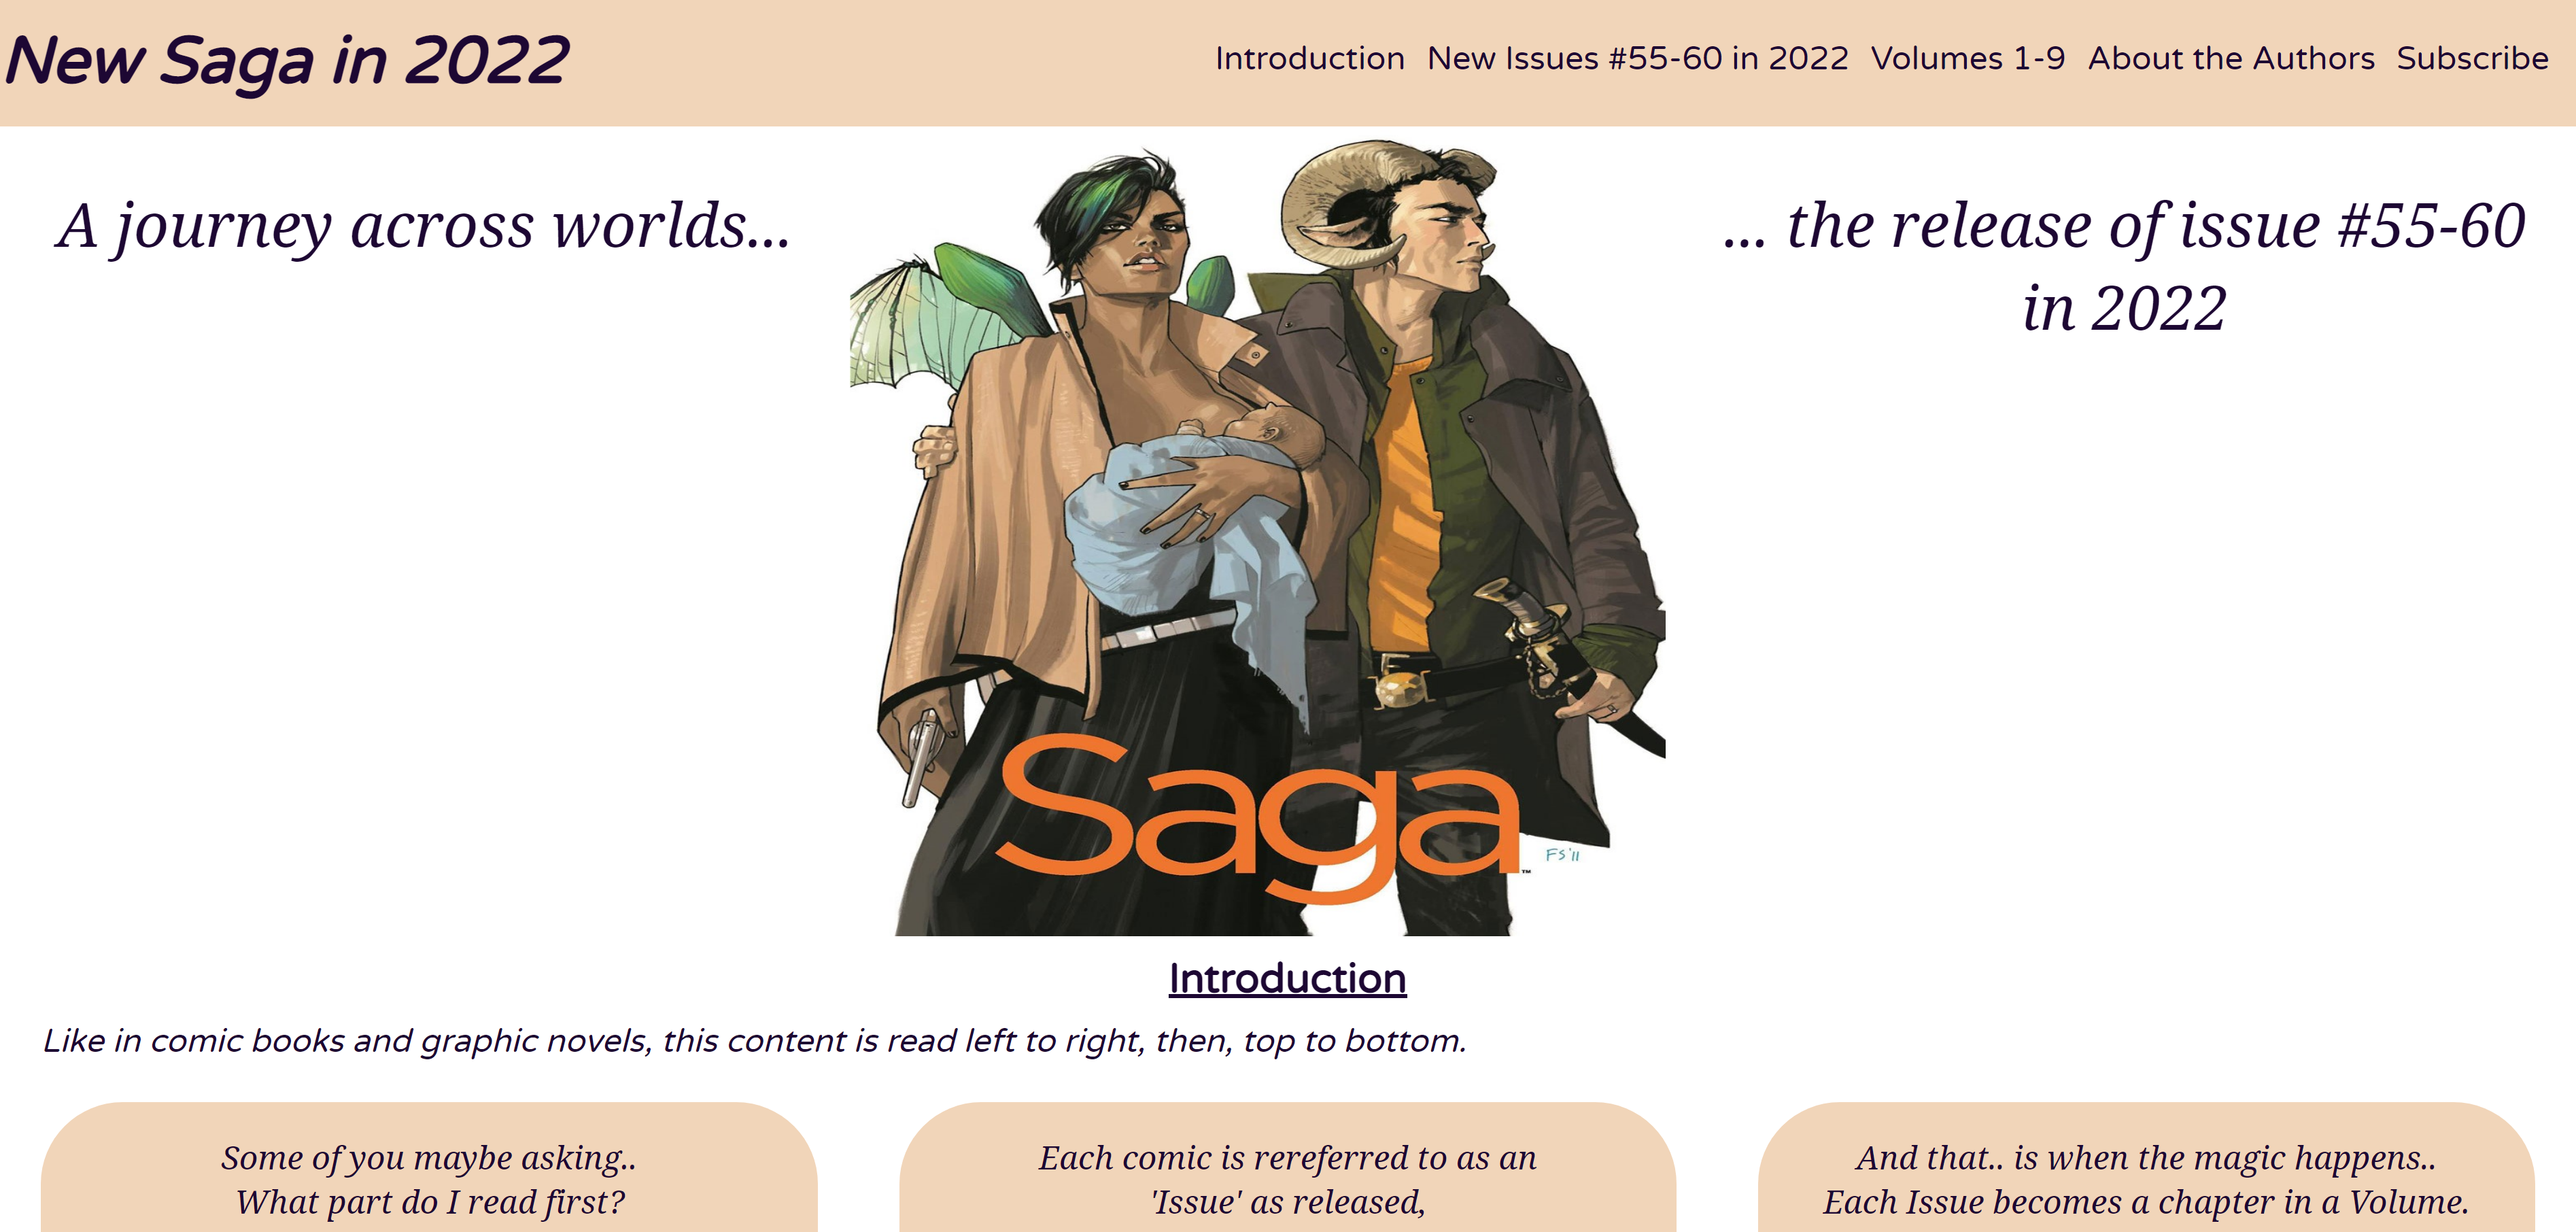 New Saga in 2022
Introduction New Issues #55-60 in 2022 Volumes 1-9 About the Authors Subscribe
A journey across worlds...
... the release of issue #55-60
in 2022
Saga
™
FS'11
Introduction
Like in comic books and graphic novels, this content is read left to right, then, top to bottom.
Some of you maybe asking..
What part do I read first?
Each comic is rereferred to as an
'Issue' as released,
And that.. is when the magic happens..
Each Issue becomes a chapter in a Volume.